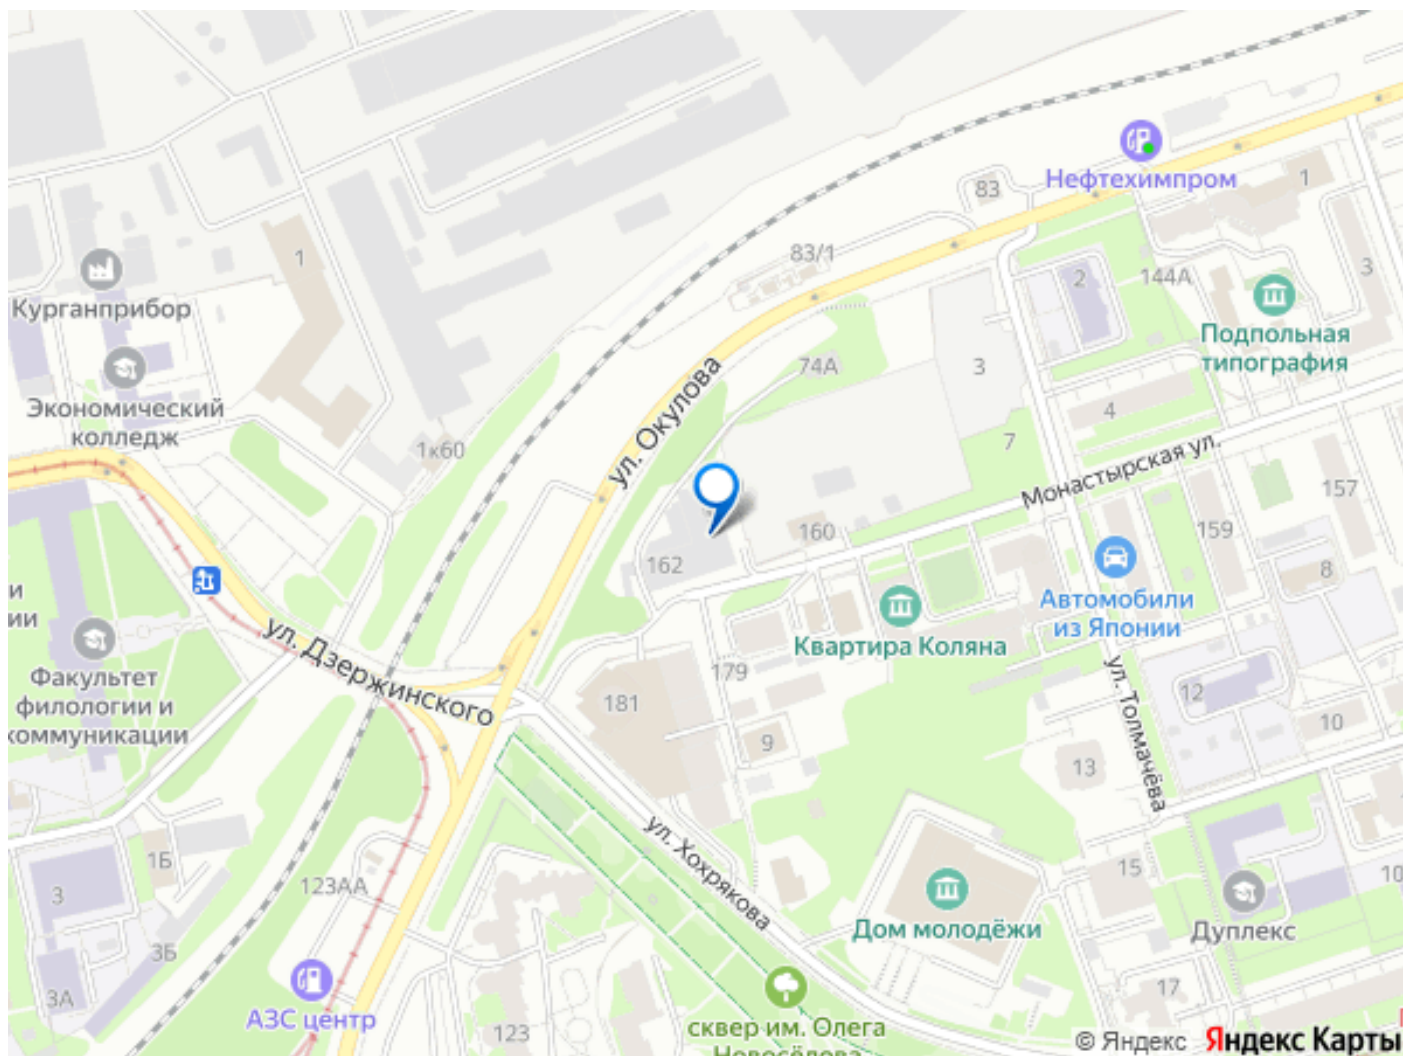 Нефтехимпром
83
1
83/1
2
144А
3
1
Курганприбор
Подпольная
типография
Экономический
колледж
74А
3
4
ул. Окулова
7
1к60
Монастырская ул.
157
160
159
162
8
и
ии
Автомобили
из Японии
Квартира Коляна
ул. Дзержинского
Факультет
филологии и
коммуникации
179
181
12
10
9
13
ул. Толмачёва
ул. Хохрякова
1Б
15
10
123АА
3
Дом молодёжи
Дуплекс
3Б
3А
17
АЗС центр
123
сквер им. Олега
Новосёлова
© Яндекс Яндекс Карты